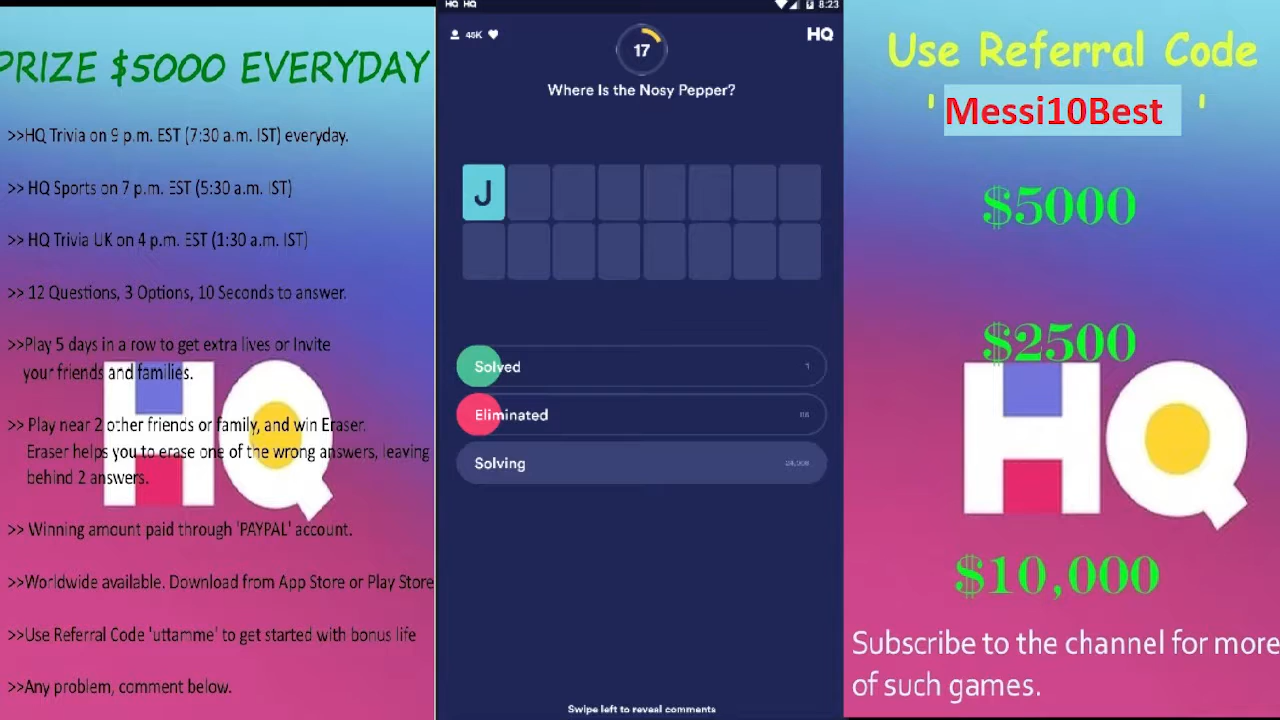 PRIZE $5000 EVERYDAY
>>HQ Trivia on 9 p.m. EST (7:30 a.m. IST) everyday.
>> HQ Sports on 7 p.m. EST (5:30 a.m. IST)
>> HQ Trivia UK on 4 p.m. EST (1:30 a.m. IST)
>> 12 Questions, 3 Options, 10 Seconds to answer.
>>Play 5 days in a row to get extra lives or Invite
your friends and families.
>> Play near 2 other friends or family, and win Eraser.
Eraser helps you to erase one of the wrong answers, leaving
behind 2 answers.
>> Winning amount paid through 'PAYPAL' account.
>>Worldwide available. Download from App Store or Play Store
>>Use Referral Code 'uttamme' to get started with bonus life
>>Any problem, comment below.
HQ
HQ HQ
8:23
45K
17
HQ
Where Is the Nosy Pepper?
J
Solved 1
Eliminated
Solving
Swipe left to reveal comments
Use Referral Code
' Messi10Best '
$5000
$2500
HQ
$10,000
Subscribe to the channel for more
of such games.